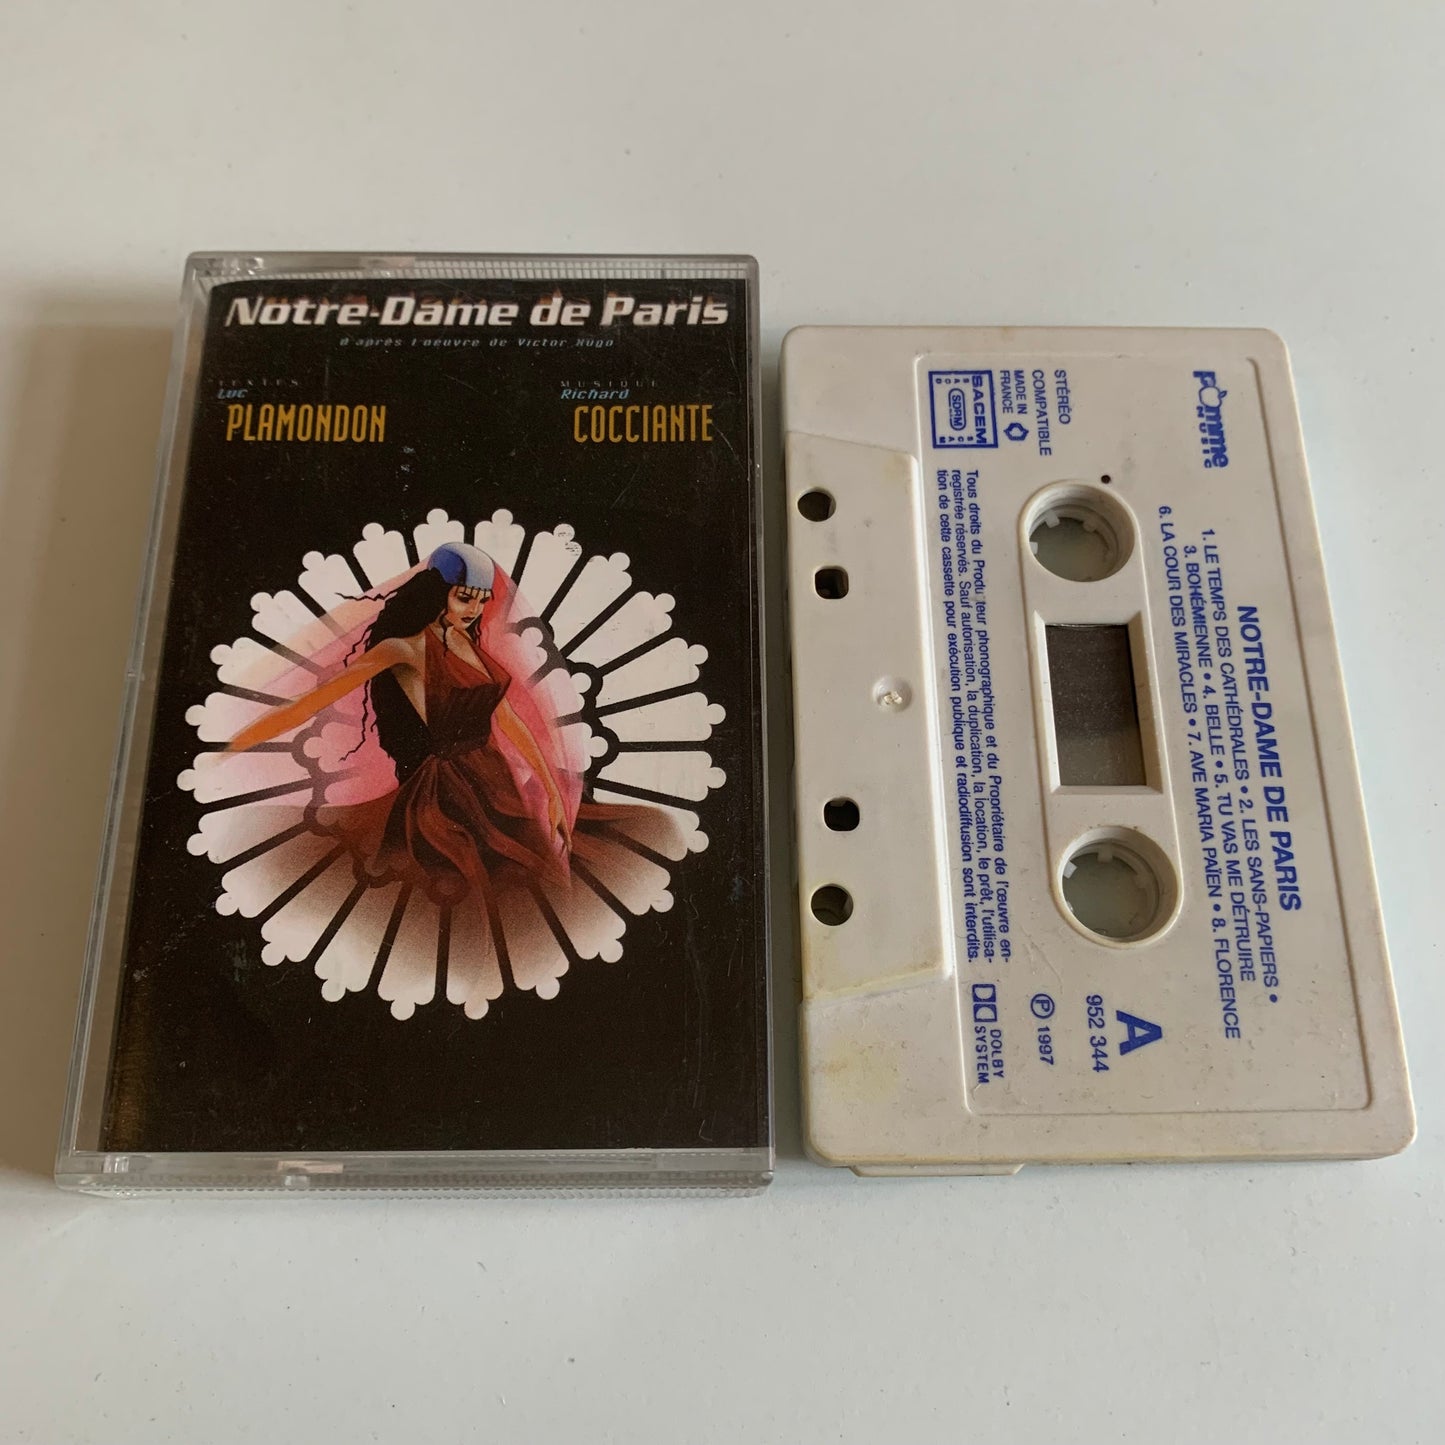 Notre-Dame de Paris
d'après l'oeuvre de Victor Hugo
TEXTES
Luc
PLAMONDON
MUSIQUE
Richard
COCCIANTE
Pomme
MUSIC
NOTRE-DAME DE PARIS
1. LE TEMPS DES CATHÉDRALES • 2. LES SANS-PAPIERS •
3. BOHÉMIENNE • 4. BELLE • 5. TU VAS ME DÉTRUIRE
6. LA COUR DES MIRACLES • 7. AVE MARIA PAÏEN • 8. FLORENCE
STÉRÉO
COMPATIBLE
MADE IN
FRANCE
SACEM
SDRM
A
952 344
Ⓟ 1997
DOLBY
SYSTEM
Tous droits du Producteur phonographique et du Propriétaire de l'œuvre en-
registrée réservés. Sauf autorisation, la duplication, la location, le prêt, l'utilisa-
tion de cette cassette pour exécution publique et radiodiffusion sont interdits.